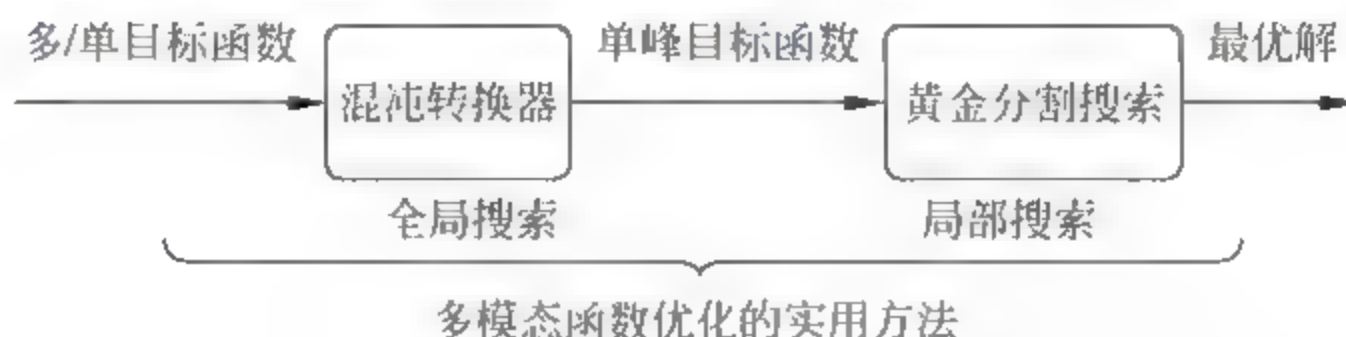 多/单目标函数 单峰目标函数 最优解
混沌转换器 黄金分割搜索
全局搜索 局部搜索
多模态函数优化的实用方法